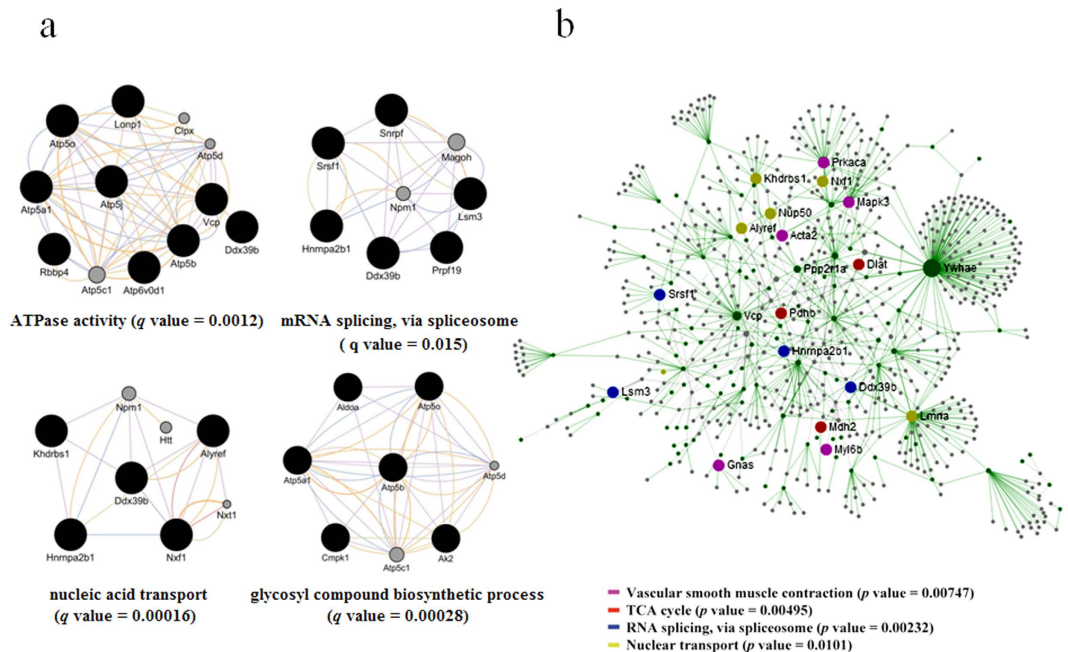 a
b
Lonp1
Clpx
Atp5o
Atp5d
Atp5a1
Atp5j
Vcp
Ddx39b
Rbbp4
Atp5b
Atp5c1
Atp6v0d1
ATPase activity (q value = 0.0012)
Snrpf
Magoh
Srsf1
Npm1
Lsm3
Hnrnpa2b1
Ddx39b
Prpf19
mRNA splicing, via spliceosome
( q value = 0.015)
Npm1
Htt
Khdrbs1
Alyref
Ddx39b
Nxt1
Hnrnpa2b1
Nxf1
nucleic acid transport
(q value = 0.00016)
Aldoa
Atp5o
Atp5a1
Atp5b
Atp5d
Cmpk1
Atp5c1
Ak2
glycosyl compound biosynthetic process
(q value = 0.00028)
Prkaca
Khdrbs1
Nxf1
Mapk3
Nup50
Alyref
Acta2
Ppp2r1a
Dlat
Ywhae
Srsf1
Vcp
Pdhb
Hnrnpa2b1
Lsm3
Ddx39b
Lmna
Mdh2
Myl6b
Gnas
Vascular smooth muscle contraction (p value = 0.00747)
TCA cycle (p value = 0.00495)
RNA splicing, via spliceosome (p value = 0.00232)
Nuclear transport (p value = 0.0101)